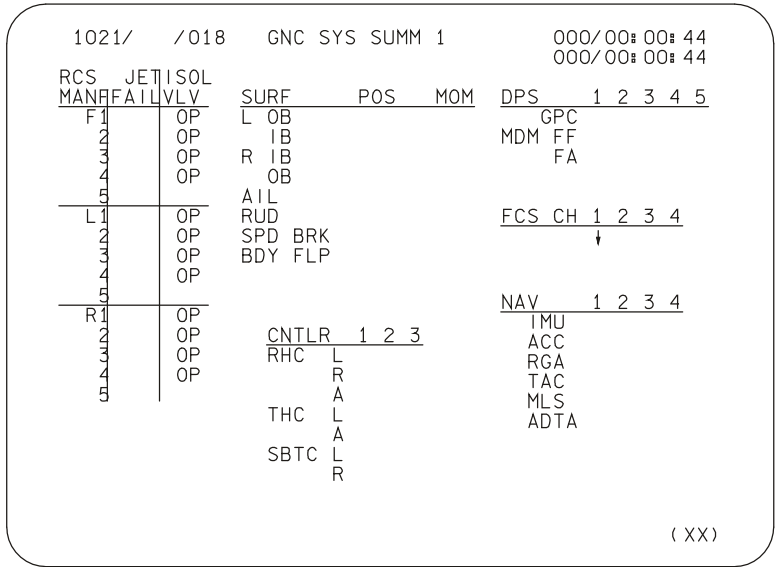 1021/ /018 GNC SYS SUMM 1 000/00:00:44
000/00:00:44
RCS JET ISOL
MANF FAIL VLV SURF POS MOM DPS 1 2 3 4 5
F1 OP L OB GPC
2 OP IB MDM FF
3 OP R IB FA
4 OP OB
5 AIL
L1 OP RUD FCS CH 1 2 3 4
2 OP SPD BRK ↓
3 OP BDY FLP
4 OP
5 NAV 1 2 3 4
R1 OP IMU
2 OP CNTLR 1 2 3 ACC
3 OP RHC L RGA
4 OP R TAC
5 A MLS
THC L ADTA
A
SBTC L
R
(XX)